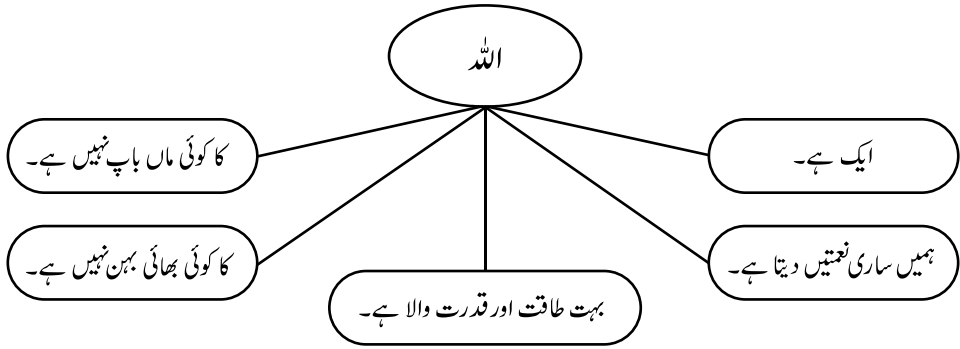 اللہ
ایک ہے۔
کا کوئی ماں باپ نہیں ہے۔
ہمیں ساری نعمتیں دیتا ہے۔
کا کوئی بھائی بہن نہیں ہے۔
بہت طاقت اور قدرت والا ہے۔